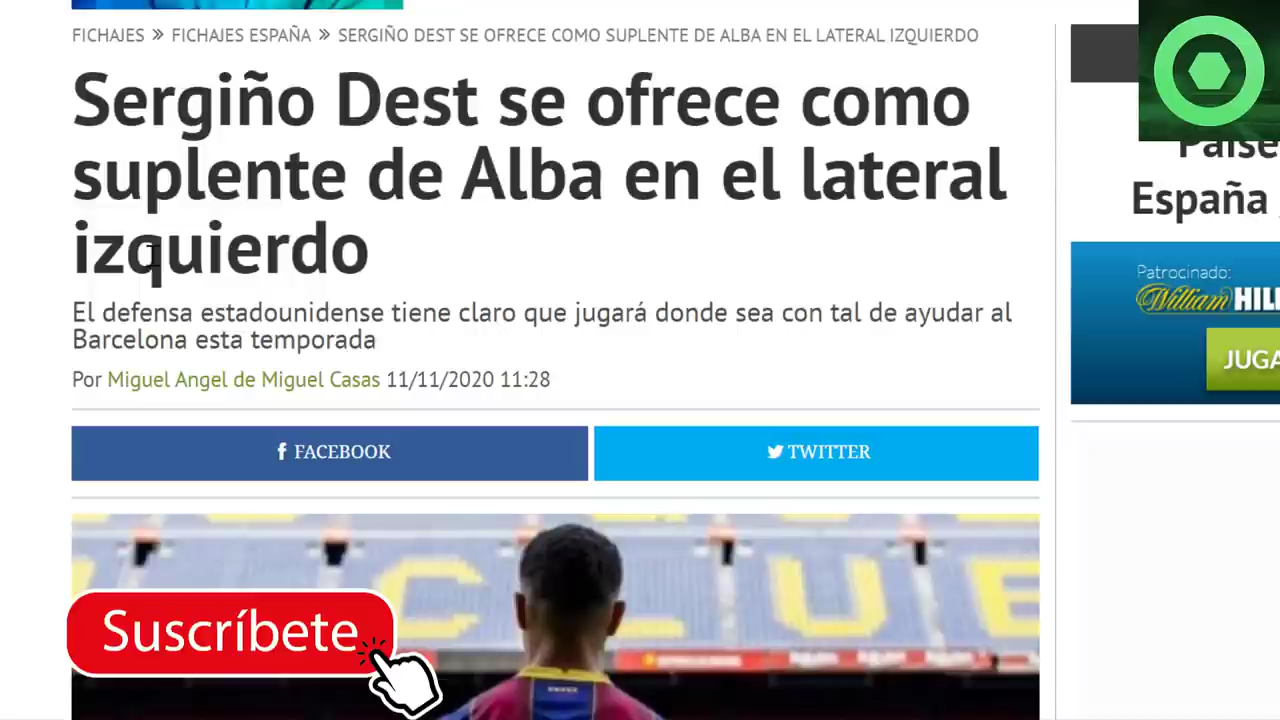 FICHAJES » FICHAJES ESPAÑA » SERGIÑO DEST SE OFRECE COMO SUPLENTE DE ALBA EN EL LATERAL IZQUIERDO
Sergiño Dest se ofrece como
suplente de Alba en el lateral
izquierdo
El defensa estadounidense tiene claro que jugará donde sea con tal de ayudar al
Barcelona esta temporada
Por Miguel Angel de Miguel Casas 11/11/2020 11:28
FACEBOOK
TWITTER
España
Patrocinado:
William HILL
JUGA
C L U B
Suscríbete